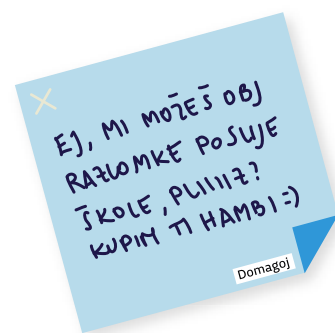 EJ, MI MOŽEŠ OBJ
RAZLOMKE POSLIJE
ŠKOLE, PLIIIIZ?
KUPIM TI HAMBI =)
Domagoj